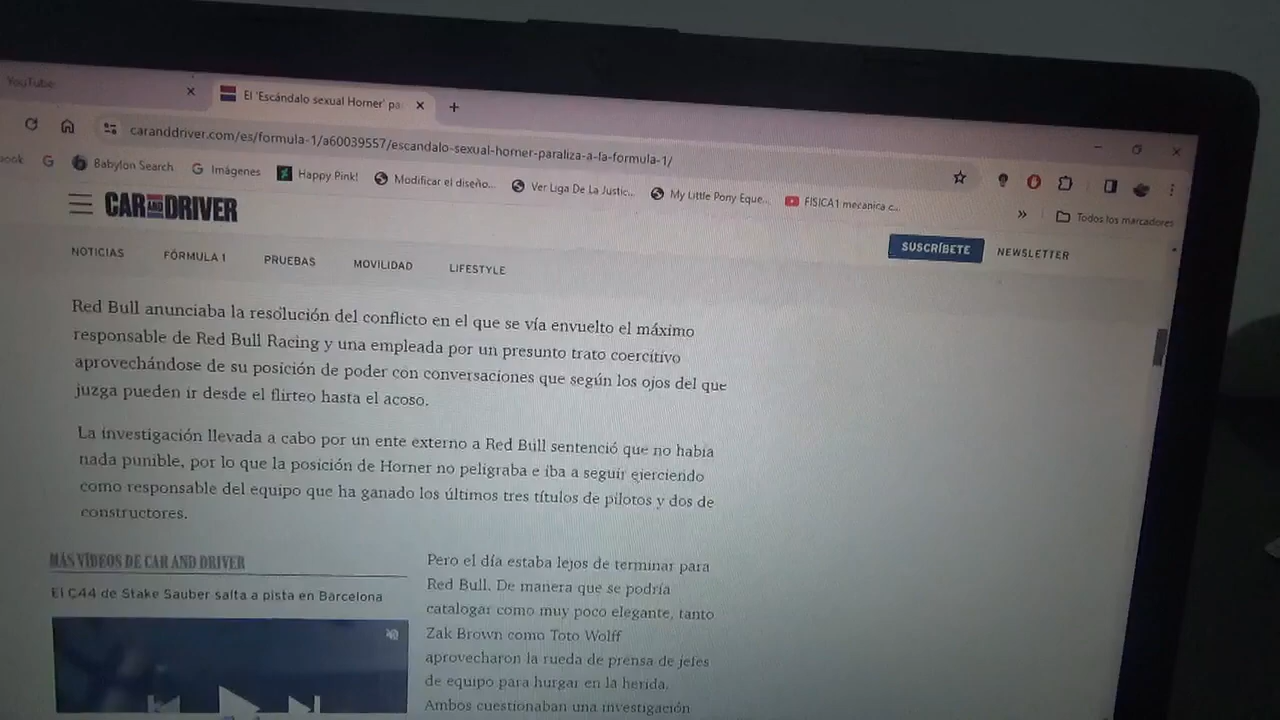 YouTube
El 'Escándalo sexual Horner' pa
caranddriver.com/es/formula-1/a60039557/escandalo-sexual-horner-paraliza-a-la-formula-1/
ook
Babylon Search
Imágenes
Happy Pink!
Modificar el diseño...
Ver Liga De La Justic...
My Little Pony Eque...
FISICA1 mecanica c...
»
Todos los marcadores
CAR AND DRIVER
NOTICIAS
FÓRMULA 1
PRUEBAS
MOVILIDAD
LIFESTYLE
SUSCRÍBETE
NEWSLETTER
Red Bull anunciaba la resolución del conflicto en el que se vía envuelto el máximo
responsable de Red Bull Racing y una empleada por un presunto trato coercitivo
aprovechándose de su posición de poder con conversaciones que según los ojos del que
juzga pueden ir desde el flirteo hasta el acoso.
La investigación llevada a cabo por un ente externo a Red Bull sentenció que no había
nada punible, por lo que la posición de Horner no peligraba e iba a seguir ejerciendo
como responsable del equipo que ha ganado los últimos tres títulos de pilotos y dos de
constructores.
MÁS VÍDEOS DE CAR AND DRIVER
El C44 de Stake Sauber salta a pista en Barcelona
Pero el día estaba lejos de terminar para
Red Bull. De manera que se podría
catalogar como muy poco elegante, tanto
Zak Brown como Toto Wolff
aprovecharon la rueda de prensa de jefes
de equipo para hurgar en la herida.
Ambos cuestionaban una investigación